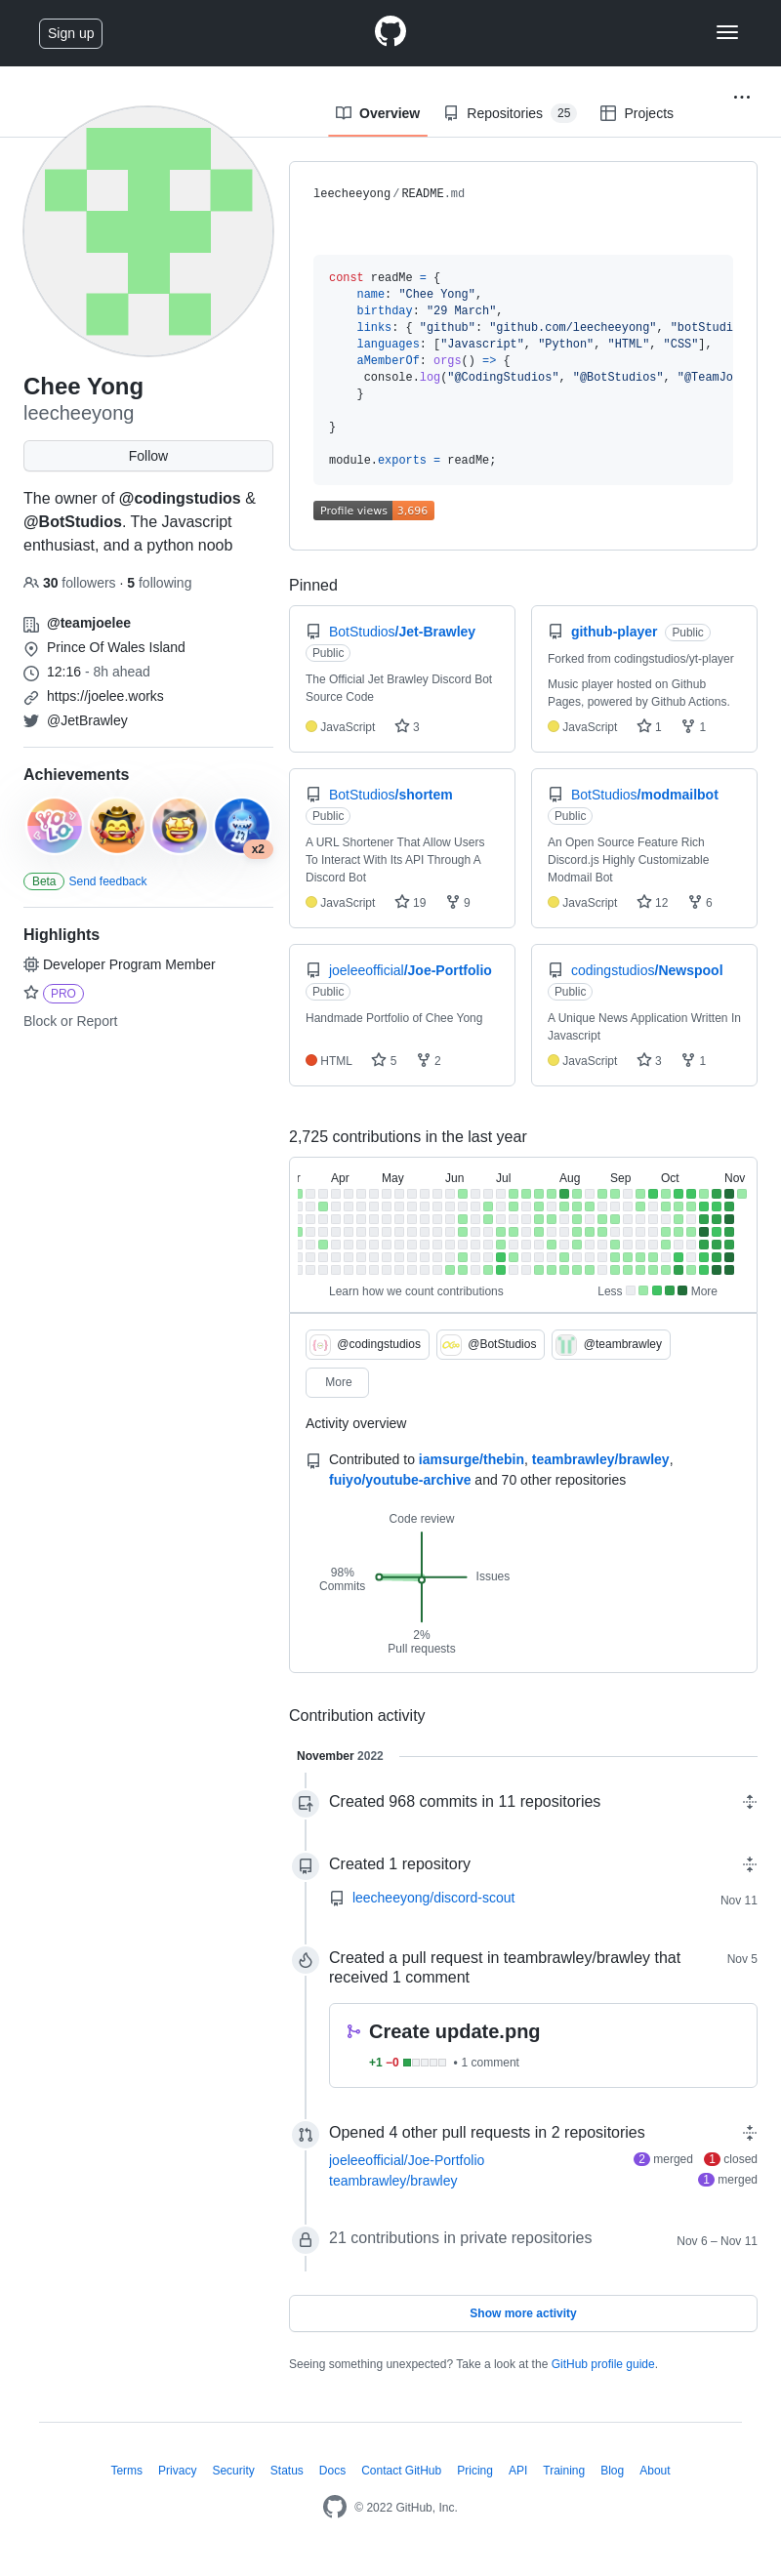 Sign up
Overview
Repositories 25
Projects
Chee Yong
leecheeyong
Follow
The owner of @codingstudios &
@BotStudios. The Javascript
enthusiast, and a python noob
30 followers · 5 following
@teamjoelee
Prince Of Wales Island
12:16 - 8h ahead
https://joelee.works
@JetBrawley
Achievements
YOLO
x2
Beta Send feedback
Highlights
Developer Program Member
PRO
Block or Report
leecheeyong/README.md
const readMe = {
name: "Chee Yong",
birthday: "29 March",
links: { "github": "github.com/leecheeyong", "botStudi
languages: ["Javascript", "Python", "HTML", "CSS"],
aMemberOf: orgs() => {
console.log("@CodingStudios", "@BotStudios", "@TeamJo
}
}
module.exports = readMe;
Profile views 3,696
Pinned
BotStudios/Jet-Brawley
Public
The Official Jet Brawley Discord Bot
Source Code
JavaScript 3
github-player Public
Forked from codingstudios/yt-player
Music player hosted on Github
Pages, powered by Github Actions.
JavaScript 1 1
BotStudios/shortem
Public
A URL Shortener That Allow Users
To Interact With Its API Through A
Discord Bot
JavaScript 19 9
BotStudios/modmailbot
Public
An Open Source Feature Rich
Discord.js Highly Customizable
Modmail Bot
JavaScript 12 6
joeleeofficial/Joe-Portfolio
Public
Handmade Portfolio of Chee Yong
HTML 5 2
codingstudios/Newspool
Public
A Unique News Application Written In
Javascript
JavaScript 3 1
2,725 contributions in the last year
r Apr May Jun Jul Aug Sep Oct Nov
Learn how we count contributions
Less More
@codingstudios
@BotStudios
@teambrawley
More
Activity overview
Contributed to iamsurge/thebin, teambrawley/brawley,
fuiyo/youtube-archive and 70 other repositories
Code review
98%
Commits
Issues
2%
Pull requests
Contribution activity
November 2022
Created 968 commits in 11 repositories
Created 1 repository
leecheeyong/discord-scout Nov 11
Created a pull request in teambrawley/brawley that Nov 5
received 1 comment
Create update.png
+1 −0 • 1 comment
Opened 4 other pull requests in 2 repositories
joeleeofficial/Joe-Portfolio 2 merged 1 closed
teambrawley/brawley 1 merged
21 contributions in private repositories Nov 6 – Nov 11
Show more activity
Seeing something unexpected? Take a look at the GitHub profile guide.
Terms Privacy Security Status Docs Contact GitHub Pricing API Training Blog About
© 2022 GitHub, Inc.